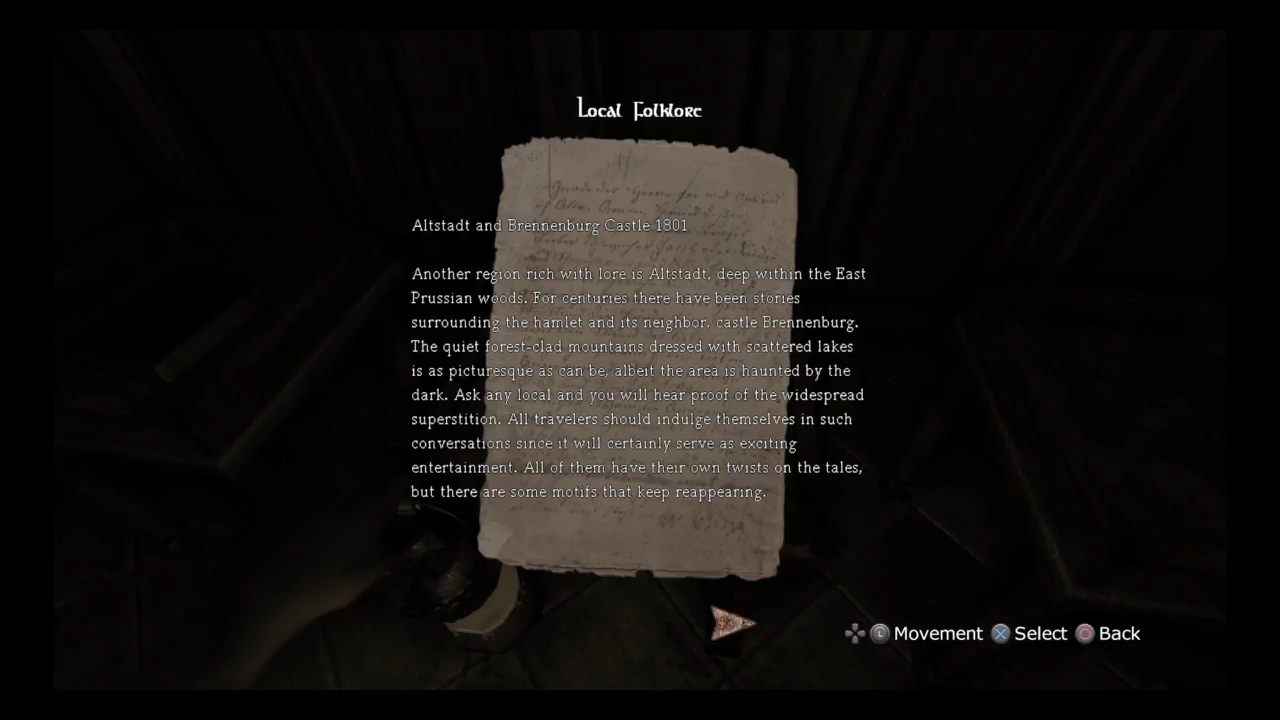 Local Folklore
Altstadt and Brennenburg Castle 1801
Another region rich with lore is Altstadt, deep within the East
Prussian woods. For centuries there have been stories
surrounding the hamlet and its neighbor, castle Brennenburg.
The quiet forest-clad mountains dressed with scattered lakes
is as picturesque as can be, albeit the area is haunted by the
dark. Ask any local and you will hear proof of the widespread
superstition. All travelers should indulge themselves in such
conversations since it will certainly serve as exciting
entertainment. All of them have their own twists on the tales,
but there are some motifs that keep reappearing.
L Movement Select Back